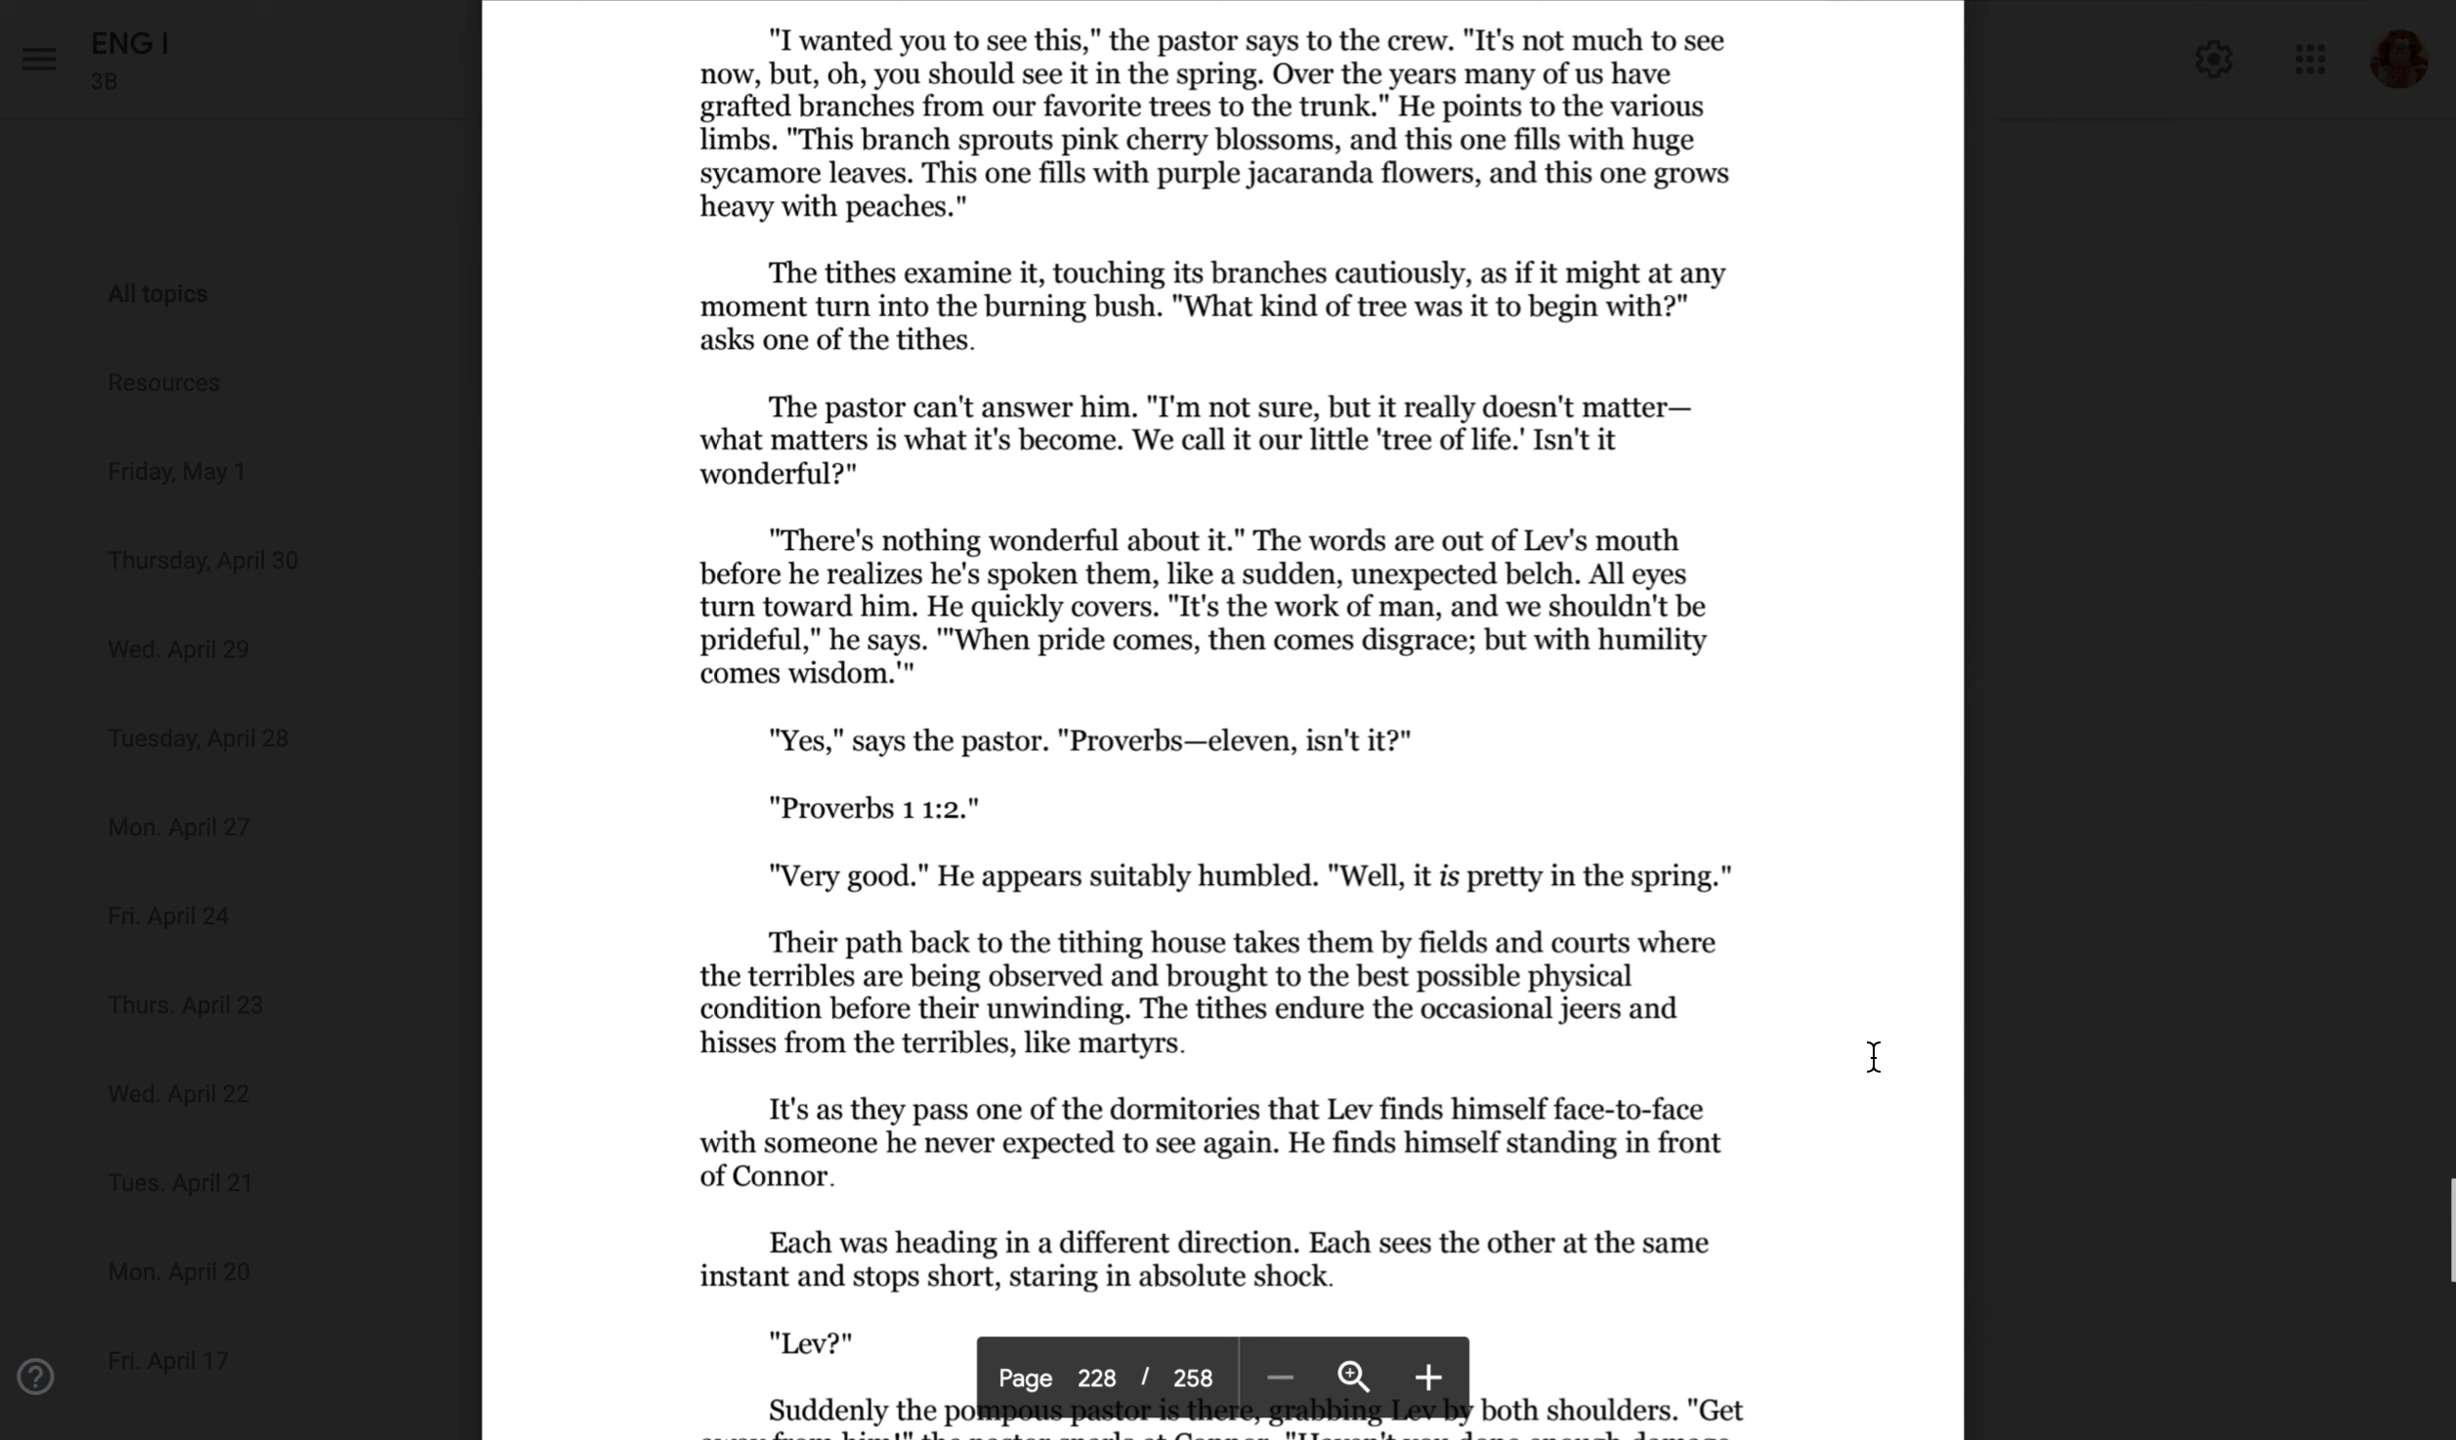 ENG I
3B
All topics
Resources
Friday, May 1
Thursday, April 30
Wed. April 29
Tuesday, April 28
Mon. April 27
Fri. April 24
Thurs. April 23
Wed. April 22
Tues. April 21
Mon. April 20
Fri. April 17
"I wanted you to see this," the pastor says to the crew. "It's not much to see
now, but, oh, you should see it in the spring. Over the years many of us have
grafted branches from our favorite trees to the trunk." He points to the various
limbs. "This branch sprouts pink cherry blossoms, and this one fills with huge
sycamore leaves. This one fills with purple jacaranda flowers, and this one grows
heavy with peaches."
The tithes examine it, touching its branches cautiously, as if it might at any
moment turn into the burning bush. "What kind of tree was it to begin with?"
asks one of the tithes.
The pastor can't answer him. "I'm not sure, but it really doesn't matter—
what matters is what it's become. We call it our little 'tree of life.' Isn't it
wonderful?"
"There's nothing wonderful about it." The words are out of Lev's mouth
before he realizes he's spoken them, like a sudden, unexpected belch. All eyes
turn toward him. He quickly covers. "It's the work of man, and we shouldn't be
prideful," he says. '"When pride comes, then comes disgrace; but with humility
comes wisdom.'"
"Yes," says the pastor. "Proverbs—eleven, isn't it?"
"Proverbs 1 1:2."
"Very good." He appears suitably humbled. "Well, it is pretty in the spring."
Their path back to the tithing house takes them by fields and courts where
the terribles are being observed and brought to the best possible physical
condition before their unwinding. The tithes endure the occasional jeers and
hisses from the terribles, like martyrs.
It's as they pass one of the dormitories that Lev finds himself face-to-face
with someone he never expected to see again. He finds himself standing in front
of Connor.
Each was heading in a different direction. Each sees the other at the same
instant and stops short, staring in absolute shock.
"Lev?"
Suddenly the pompous pastor is there, grabbing Lev by both shoulders. "Get
Page 228 / 258